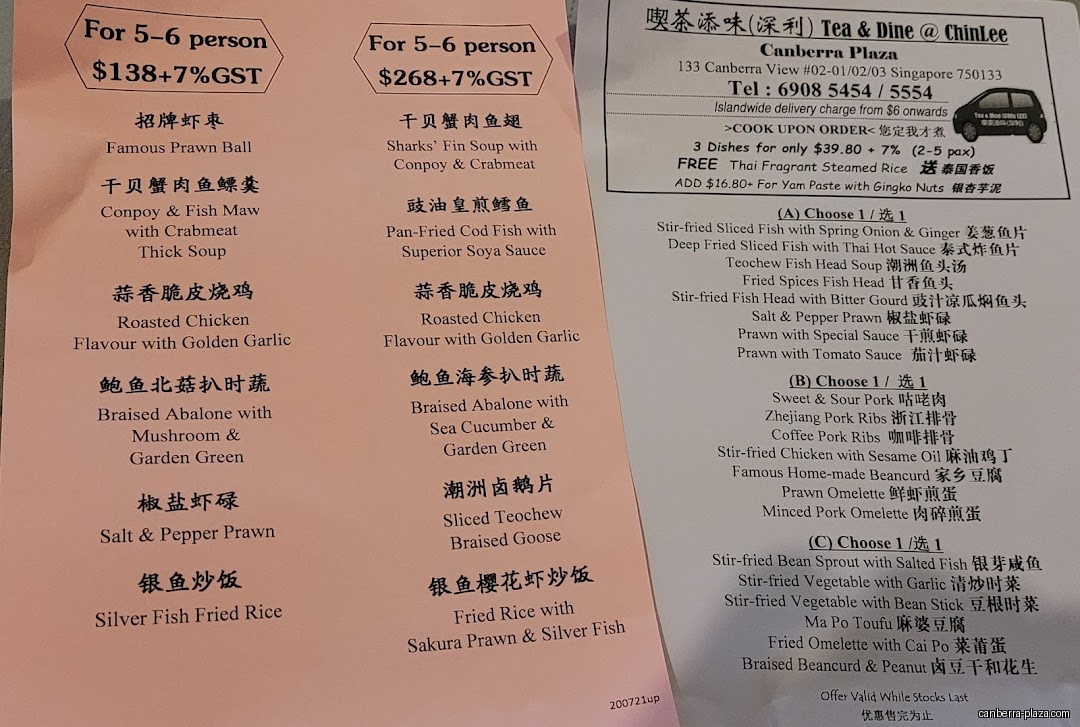 For 5-6 person
$138+7%GST
招牌虾枣
Famous Prawn Ball
干贝蟹肉鱼鳔羹
Conpoy & Fish Maw
with Crabmeat
Thick Soup
蒜香脆皮烧鸡
Roasted Chicken
Flavour with Golden Garlic
鲍鱼北菇扒时蔬
Braised Abalone with
Mushroom &
Garden Green
椒盐虾碌
Salt & Pepper Prawn
银鱼炒饭
Silver Fish Fried Rice
For 5-6 person
$268+7%GST
干贝蟹肉鱼翅
Sharks' Fin Soup with
Conpoy & Crabmeat
豉油皇煎鳕鱼
Pan-Fried Cod Fish with
Superior Soya Sauce
蒜香脆皮烧鸡
Roasted Chicken
Flavour with Golden Garlic
鲍鱼海参扒时蔬
Braised Abalone with
Sea Cucumber &
Garden Green
潮洲卤鹅片
Sliced Teochew
Braised Goose
银鱼樱花虾炒饭
Fried Rice with
Sakura Prawn & Silver Fish
200721up
喫茶添味(深利) Tea & Dine @ ChinLee
Canberra Plaza
133 Canberra View #02-01/02/03 Singapore 750133
Tel : 6908 5454 / 5554
Islandwide delivery charge from $6 onwards
>COOK UPON ORDER< 您定我才煮
3 Dishes for only $39.80 + 7% (2-5 pax)
FREE Thai Fragrant Steamed Rice 送 泰国香饭
ADD $16.80+ For Yam Paste with Gingko Nuts 银杏芋泥
(A) Choose 1 / 选 1
Stir-fried Sliced Fish with Spring Onion & Ginger 姜葱鱼片
Deep Fried Sliced Fish with Thai Hot Sauce 泰式炸鱼片
Teochew Fish Head Soup 潮洲鱼头汤
Fried Spices Fish Head 甘香鱼头
Stir-fried Fish Head with Bitter Gourd 豉汁凉瓜焖鱼头
Salt & Pepper Prawn 椒盐虾碌
Prawn with Special Sauce 干煎虾碌
Prawn with Tomato Sauce 茄汁虾碌
(B) Choose 1 / 选 1
Sweet & Sour Pork 咕咾肉
Zhejiang Pork Ribs 浙江排骨
Coffee Pork Ribs 咖啡排骨
Stir-fried Chicken with Sesame Oil 麻油鸡丁
Famous Home-made Beancurd 家乡豆腐
Prawn Omelette 鲜虾煎蛋
Minced Pork Omelette 肉碎煎蛋
(C) Choose 1 /选 1
Stir-fried Bean Sprout with Salted Fish 银芽咸鱼
Stir-fried Vegetable with Garlic 清炒时菜
Stir-fried Vegetable with Bean Stick 豆根时菜
Ma Po Toufu 麻婆豆腐
Fried Omelette with Cai Po 菜莆蛋
Braised Beancurd & Peanut 卤豆干和花生
Offer Valid While Stocks Last
优惠售完为止
canberra-plaza.com